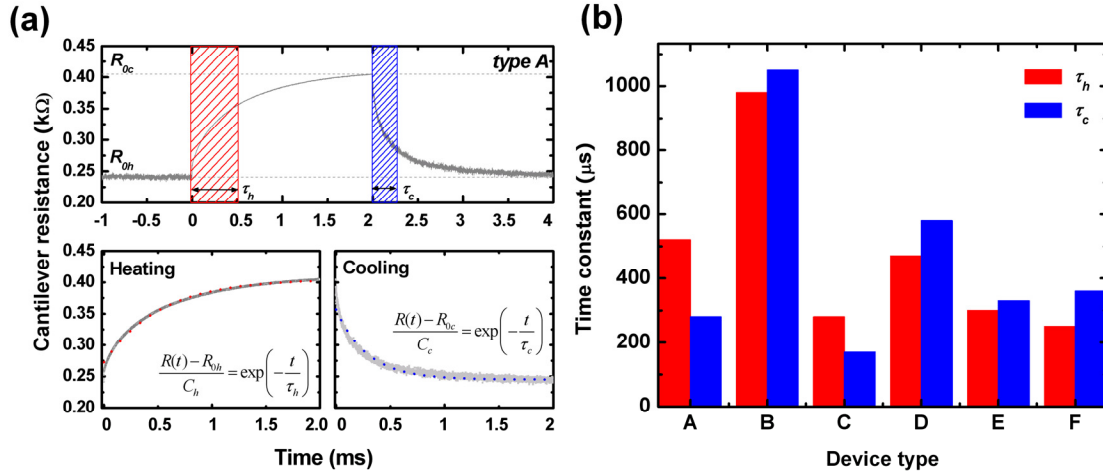 (a)
0.45
0.40
0.35
0.30
0.25
0.20
R0c
R0h
type A
τh
τc
-1 -0.5 0 0.5 1 1.5 2 2.5 3 3.5 4
Cantilever resistance (kΩ)
0.40
0.35
0.30
0.25
0.20
Heating
(R(t) − R0h)/Ch = exp(−t/τh)
0 0.5 1.0 1.5 2.0
Cooling
(R(t) − R0c)/Cc = exp(−t/τc)
0 0.5 1.0 1.5 2.0
Time (ms)
(b)
Time constant (μs)
1000
800
600
400
200
0
τh
τc
A B C D E F
Device type